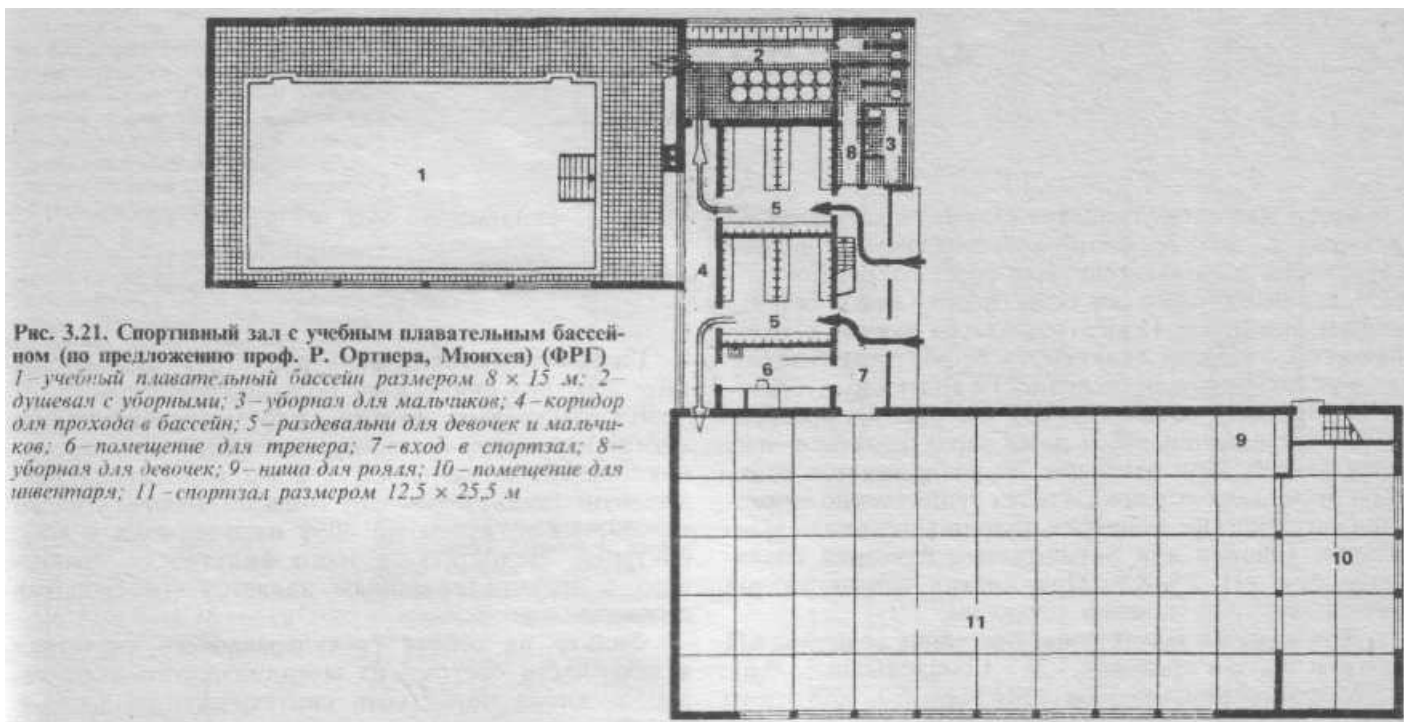 2
3
8
1
5
4
5
6
7
9
10
11
Рис. 3.21. Спортивный зал с учебным плавательным бассей-
ном (по предложению проф. Р. Ортнера, Мюнхен) (ФРГ)
1–учебный плавательный бассейн размером 8 × 15 м; 2–
душевая с уборными; 3–уборная для мальчиков; 4–коридор
для прохода в бассейн; 5–раздевальни для девочек и мальчи-
ков; 6–помещение для тренера; 7–вход в спортзал; 8–
уборная для девочек; 9–ниша для рояля; 10–помещение для
инвентаря; 11–спортзал размером 12,5 × 25,5 м